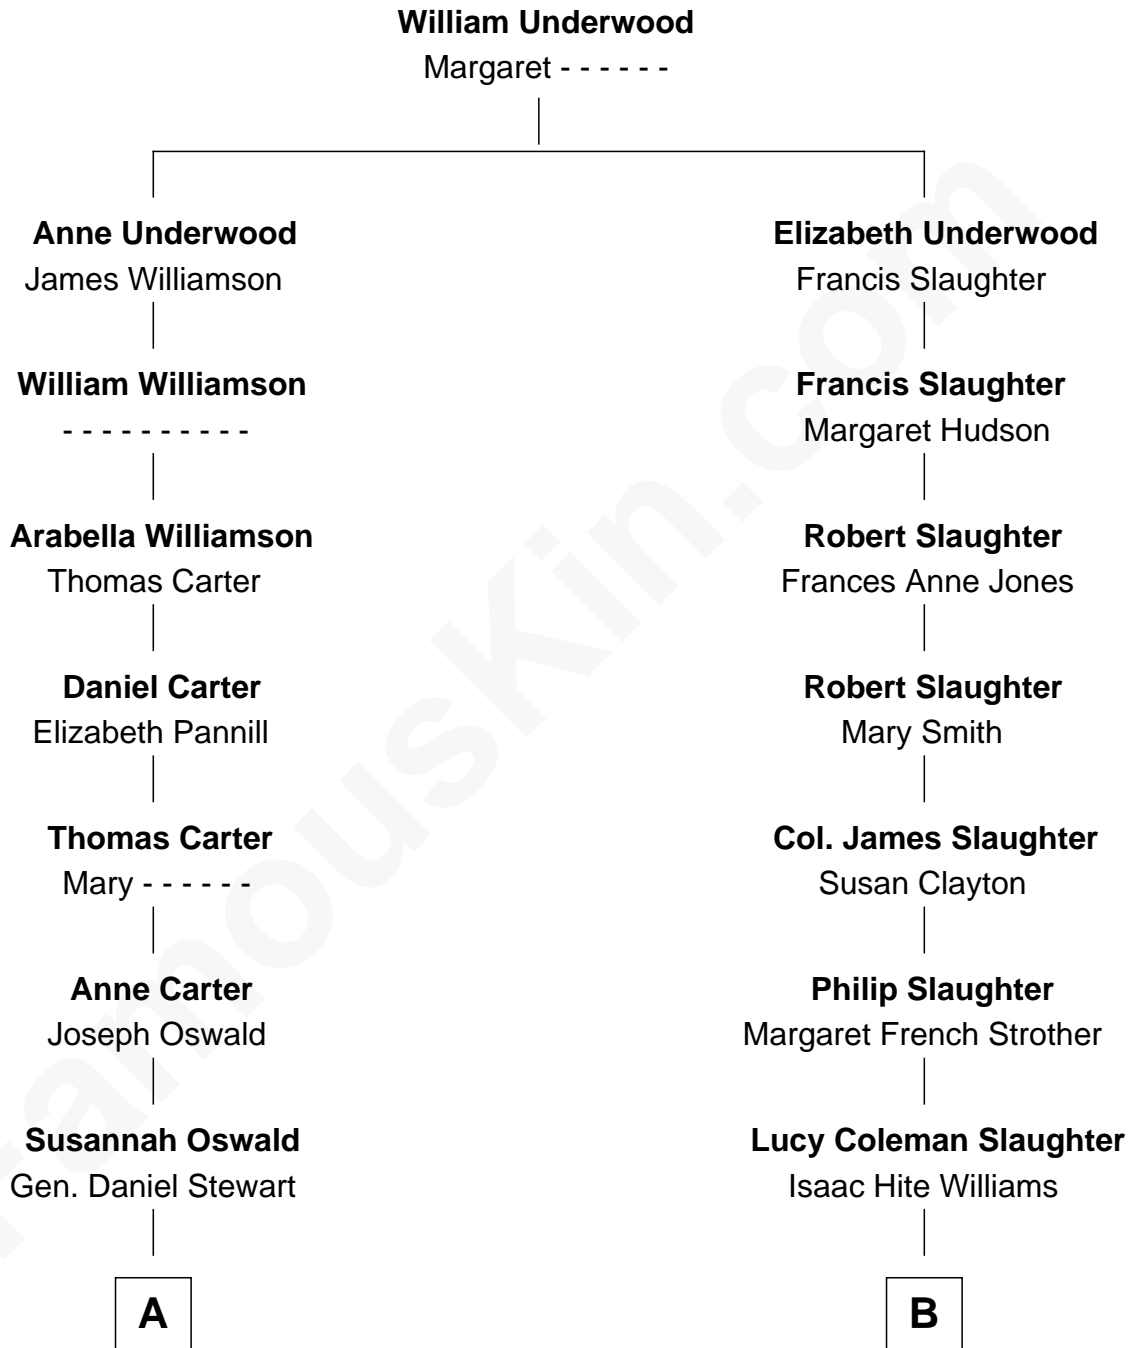 William Underwood
Margaret - - - - - -
Anne Underwood
James Williamson
Elizabeth Underwood
Francis Slaughter
William Williamson
- - - - - - - - - -
Francis Slaughter
Margaret Hudson
Arabella Williamson
Thomas Carter
Robert Slaughter
Frances Anne Jones
Daniel Carter
Elizabeth Pannill
Robert Slaughter
Mary Smith
Thomas Carter
Mary - - - - - -
Col. James Slaughter
Susan Clayton
Anne Carter
Joseph Oswald
Philip Slaughter
Margaret French Strother
Susannah Oswald
Gen. Daniel Stewart
Lucy Coleman Slaughter
Isaac Hite Williams
A
B
FamousKin.com